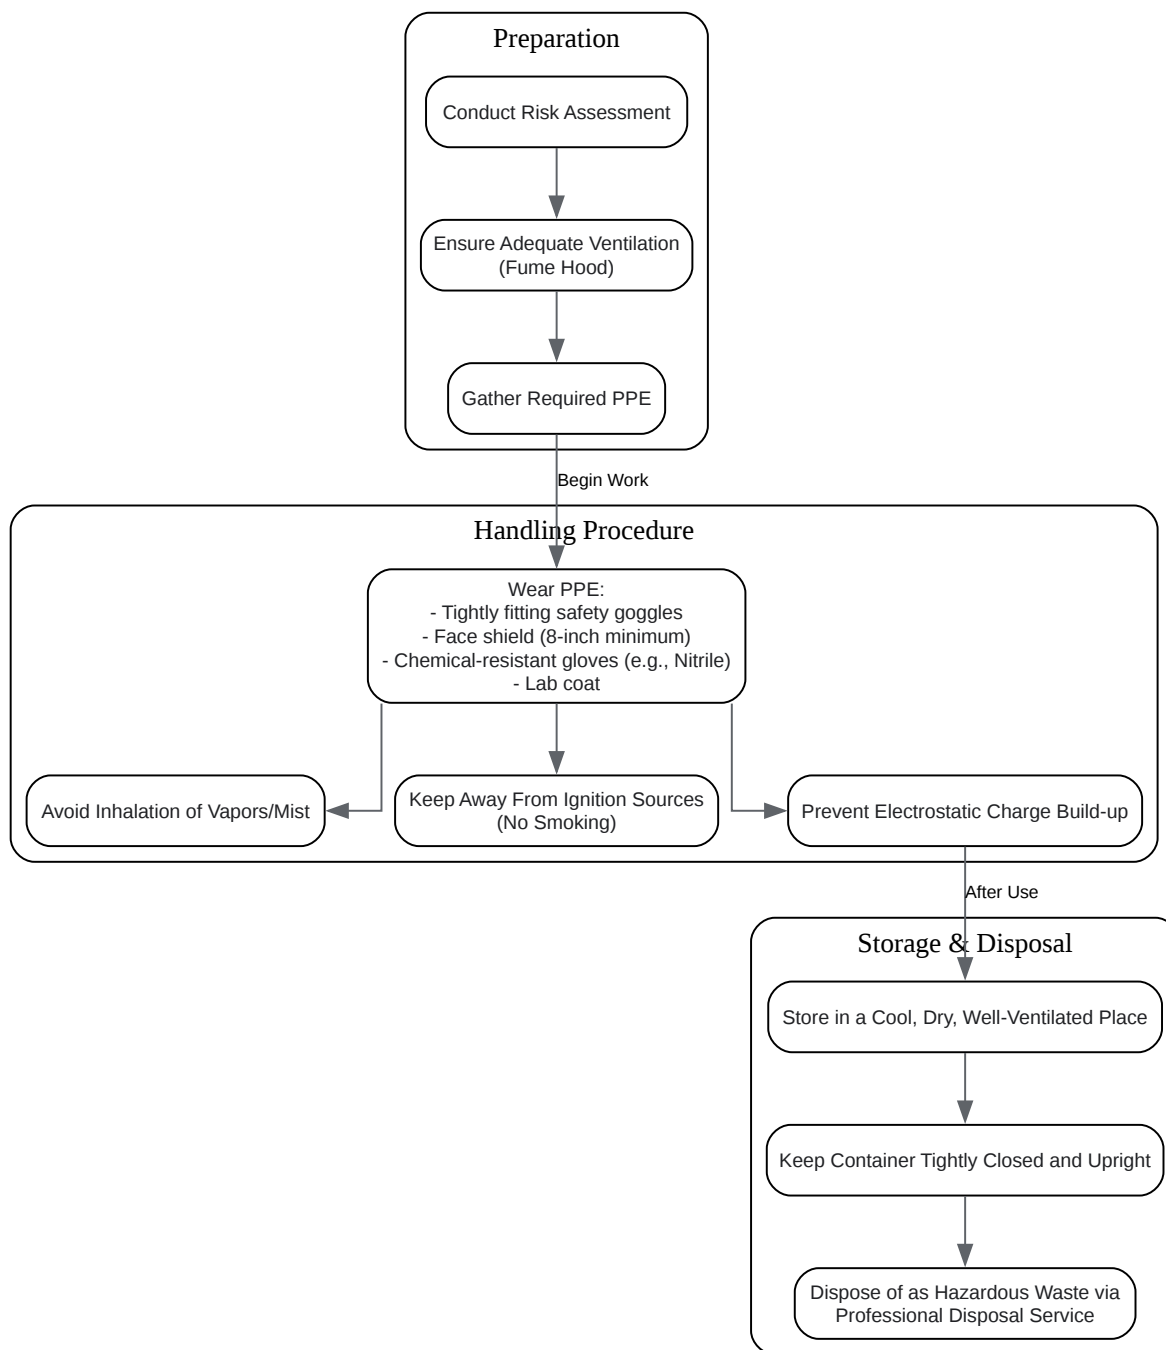 Preparation
Conduct Risk Assessment
Ensure Adequate Ventilation
(Fume Hood)
Gather Required PPE
Begin Work
Handling Procedure
Wear PPE:
- Tightly fitting safety goggles
- Face shield (8-inch minimum)
- Chemical-resistant gloves (e.g., Nitrile)
- Lab coat
Avoid Inhalation of Vapors/Mist
Keep Away From Ignition Sources
(No Smoking)
Prevent Electrostatic Charge Build-up
After Use
Storage & Disposal
Store in a Cool, Dry, Well-Ventilated Place
Keep Container Tightly Closed and Upright
Dispose of as Hazardous Waste via
Professional Disposal Service